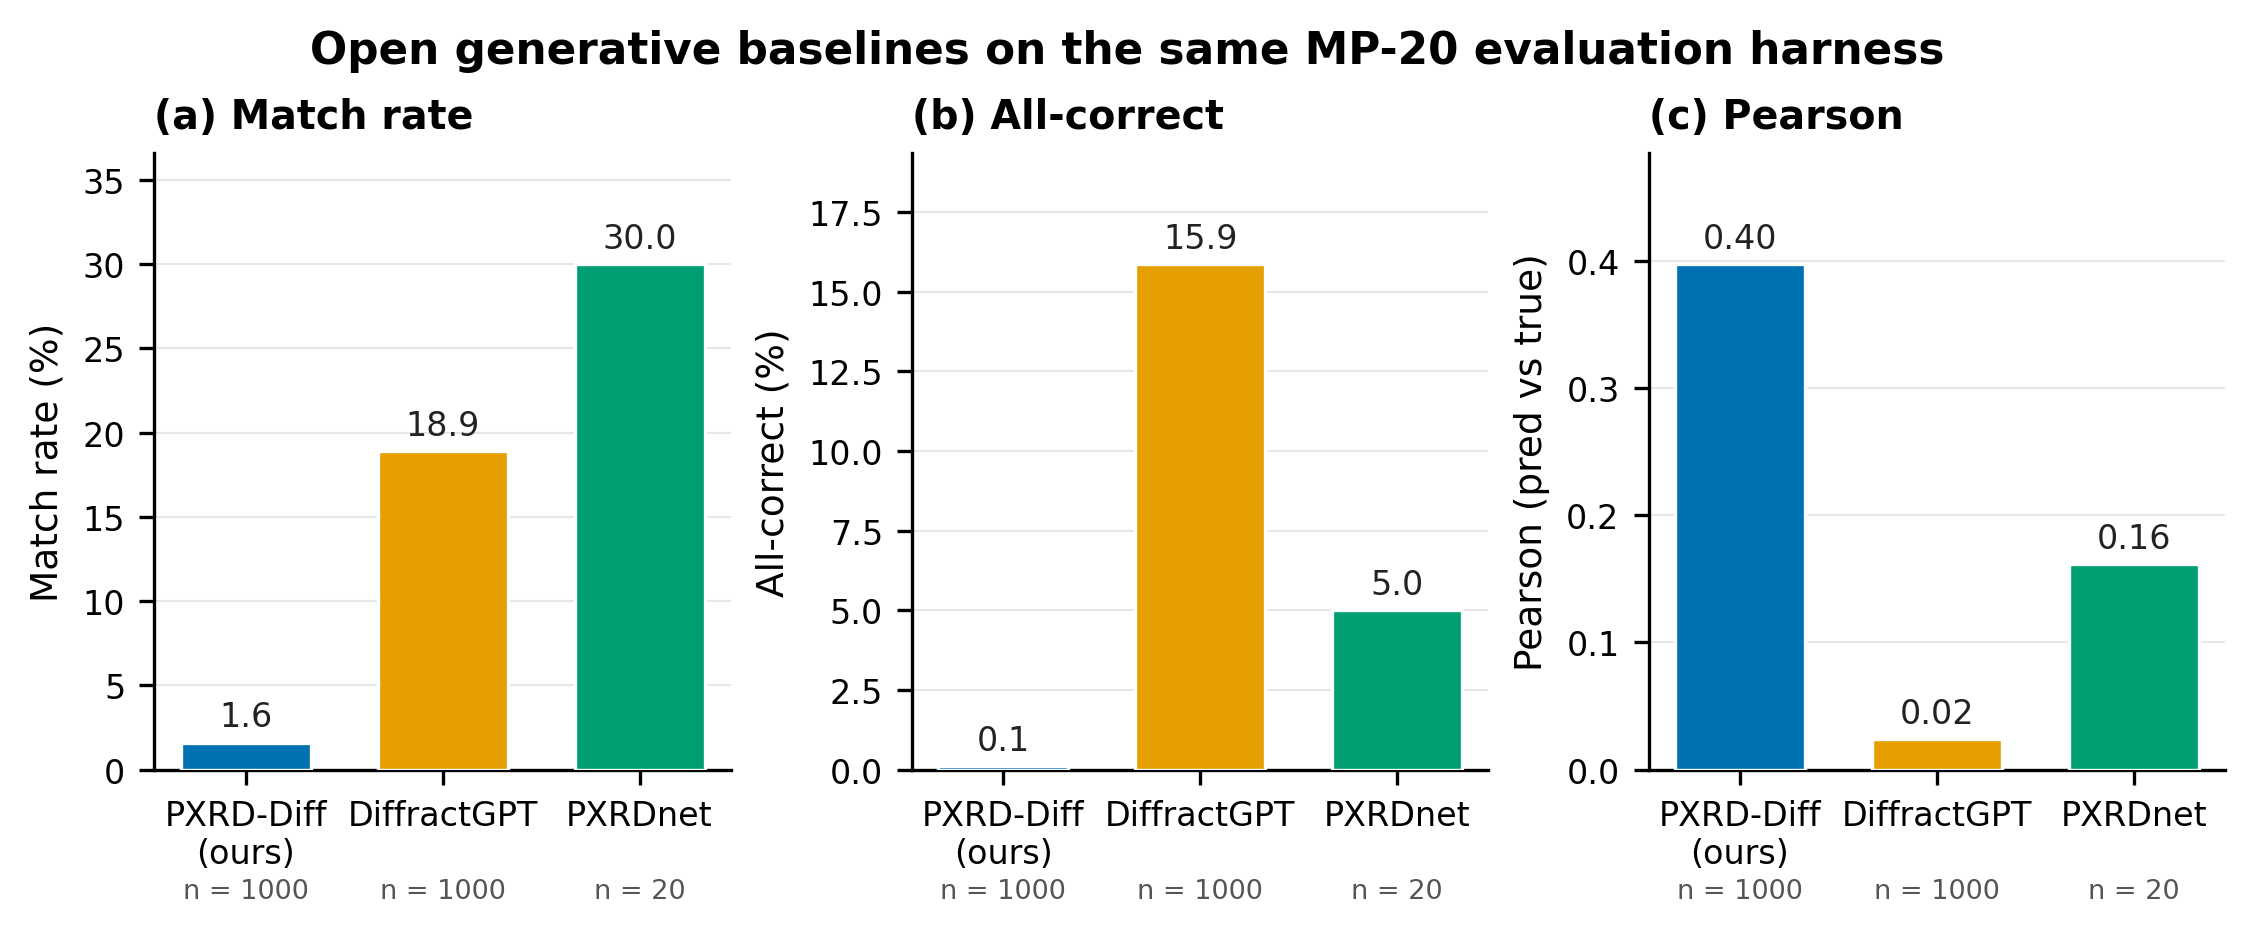 Open generative baselines on the same MP-20 evaluation harness
(a) Match rate
Match rate (%)
35
30
25
20
15
10
5
0
1.6
18.9
30.0
PXRD-Diff
(ours)
DiffractGPT
PXRDnet
n = 1000
n = 1000
n = 20
(b) All-correct
All-correct (%)
17.5
15.0
12.5
10.0
7.5
5.0
2.5
0.0
0.1
15.9
5.0
PXRD-Diff
(ours)
DiffractGPT
PXRDnet
n = 1000
n = 1000
n = 20
(c) Pearson
Pearson (pred vs true)
0.4
0.3
0.2
0.1
0.0
0.40
0.02
0.16
PXRD-Diff
(ours)
DiffractGPT
PXRDnet
n = 1000
n = 1000
n = 20